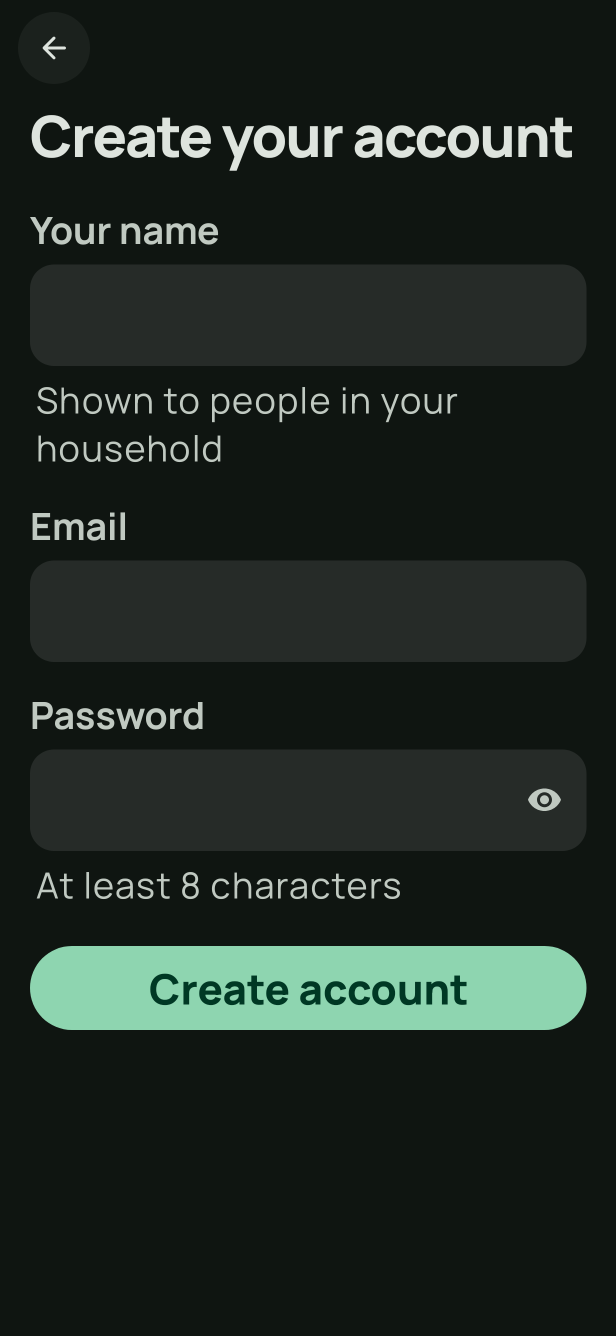 Create your account
Your name
Shown to people in your
household
Email
Password
At least 8 characters
Create account